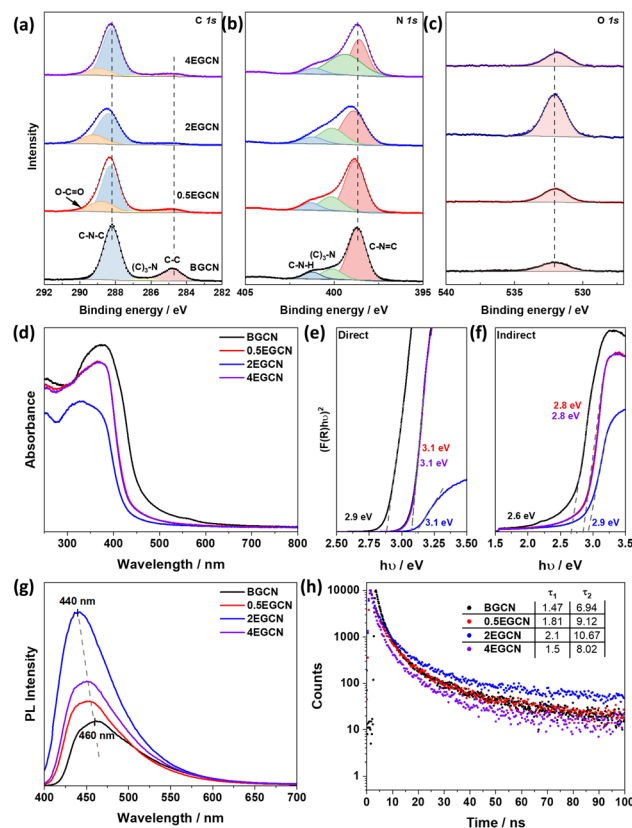 (a)
C 1s
4EGCN
2EGCN
O-C=O
0.5EGCN
C-N-C
(C)₃-N
C-C
BGCN
292 290 288 286 284 282
Binding energy / eV
Intensity
(b)
N 1s
C-N-H
(C)₃-N
C-N=C
405 400 395
Binding energy / eV
(c)
O 1s
540 535 530
Binding energy / eV
(d)
BGCN
0.5EGCN
2EGCN
4EGCN
Absorbance
300 400 500 600 700 800
Wavelength / nm
(e)
Direct
(F(R)hυ)²
3.1 eV
3.1 eV
2.9 eV
3.1 eV
2.50 2.75 3.00 3.25 3.50
hυ / eV
(f)
Indirect
2.8 eV
2.8 eV
2.6 eV
2.9 eV
1.5 2.0 2.5 3.0 3.5
hυ / eV
(g)
440 nm
460 nm
BGCN
0.5EGCN
2EGCN
4EGCN
PL Intensity
400 450 500 550 600 650 700
Wavelength / nm
(h)
τ₁ τ₂
BGCN 1.47 6.94
0.5EGCN 1.81 9.12
2EGCN 2.1 10.67
4EGCN 1.5 8.02
Counts
10000
1000
100
10
1
0 10 20 30 40 50 60 70 80 90 100
Time / ns